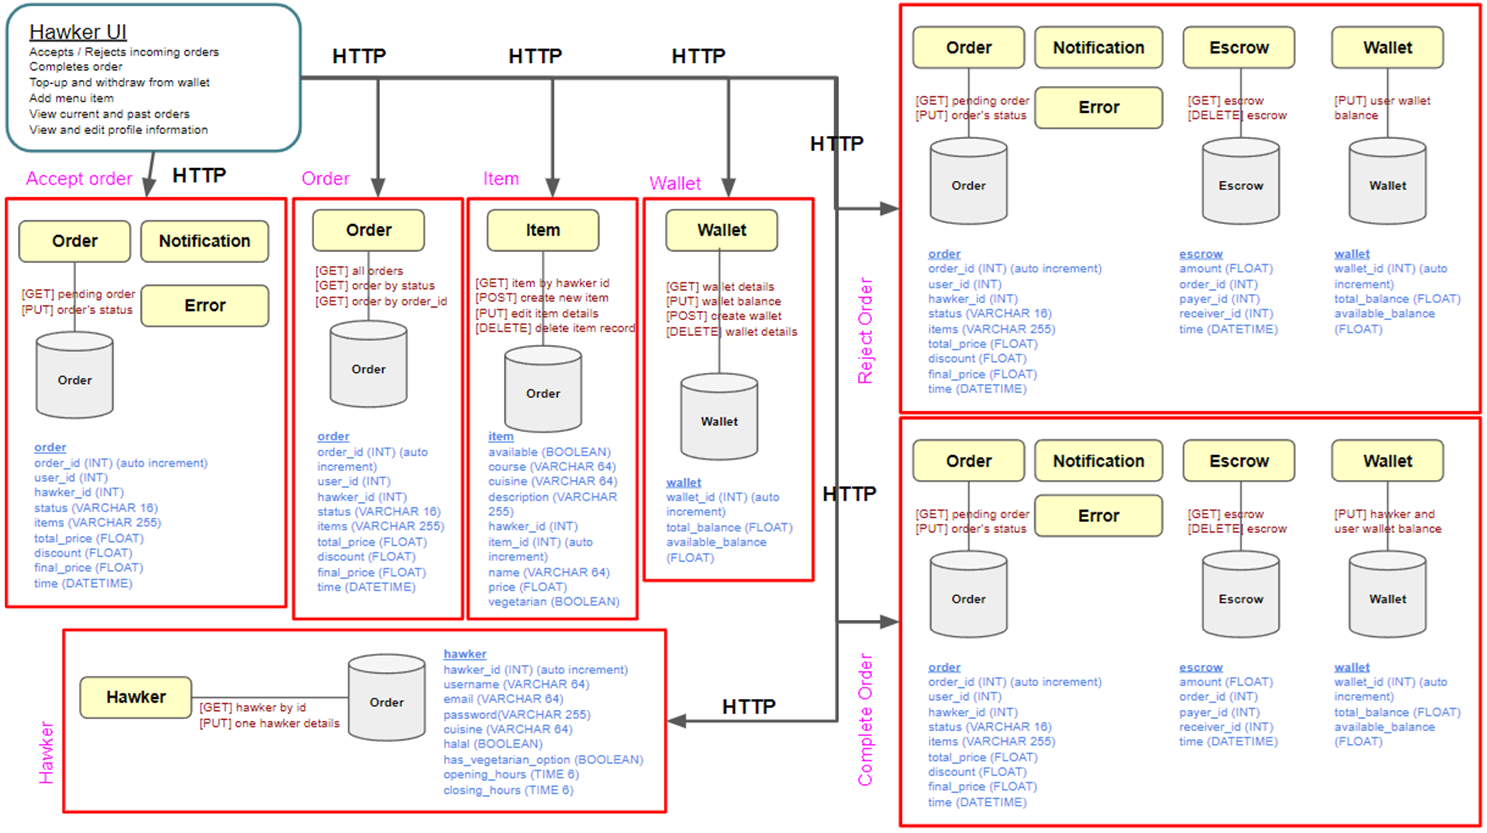 Hawker UI
Accepts / Rejects incoming orders
Completes order
Top-up and withdraw from wallet
Add menu item
View current and past orders
View and edit profile information
HTTP
HTTP
HTTP
HTTP
HTTP
HTTP
HTTP
Accept order
Order
Notification
Error
[GET] pending order
[PUT] order's status
Order
order
order_id (INT) (auto increment)
user_id (INT)
hawker_id (INT)
status (VARCHAR 16)
items (VARCHAR 255)
total_price (FLOAT)
discount (FLOAT)
final_price (FLOAT)
time (DATETIME)
Order
Order
[GET] all orders
[GET] order by status
[GET] order by order_id
Order
order
order_id (INT) (auto
increment)
user_id (INT)
hawker_id (INT)
status (VARCHAR 16)
items (VARCHAR 255)
total_price (FLOAT)
discount (FLOAT)
final_price (FLOAT)
time (DATETIME)
Item
Item
[GET] item by hawker id
[POST] create new item
[PUT] edit item details
[DELETE] delete item record
Order
item
available (BOOLEAN)
course (VARCHAR 64)
cuisine (VARCHAR 64)
description (VARCHAR
255)
hawker_id (INT)
item_id (INT) (auto
increment)
name (VARCHAR 64)
price (FLOAT)
vegetarian (BOOLEAN)
Wallet
Wallet
[GET] wallet details
[PUT] wallet balance
[POST] create wallet
[DELETE] wallet details
Wallet
wallet
wallet_id (INT) (auto
increment)
total_balance (FLOAT)
available_balance
(FLOAT)
Reject Order
Order
Notification
Error
Escrow
Wallet
[GET] pending order
[PUT] order's status
[GET] escrow
[DELETE] escrow
[PUT] user wallet
balance
Order
Escrow
Wallet
order
order_id (INT) (auto increment)
user_id (INT)
hawker_id (INT)
status (VARCHAR 16)
items (VARCHAR 255)
total_price (FLOAT)
discount (FLOAT)
final_price (FLOAT)
time (DATETIME)
escrow
amount (FLOAT)
order_id (INT)
payer_id (INT)
receiver_id (INT)
time (DATETIME)
wallet
wallet_id (INT) (auto
increment)
total_balance (FLOAT)
available_balance
(FLOAT)
Complete Order
Order
Notification
Error
Escrow
Wallet
[GET] pending order
[PUT] order's status
[GET] escrow
[DELETE] escrow
[PUT] hawker and
user wallet balance
Order
Escrow
Wallet
order
order_id (INT) (auto increment)
user_id (INT)
hawker_id (INT)
status (VARCHAR 16)
items (VARCHAR 255)
total_price (FLOAT)
discount (FLOAT)
final_price (FLOAT)
time (DATETIME)
escrow
amount (FLOAT)
order_id (INT)
payer_id (INT)
receiver_id (INT)
time (DATETIME)
wallet
wallet_id (INT) (auto
increment)
total_balance (FLOAT)
available_balance
(FLOAT)
Hawker
Hawker
[GET] hawker by id
[PUT] one hawker details
Order
hawker
hawker_id (INT) (auto increment)
username (VARCHAR 64)
email (VARCHAR 64)
password(VARCHAR 255)
cuisine (VARCHAR 64)
halal (BOOLEAN)
has_vegetarian_option (BOOLEAN)
opening_hours (TIME 6)
closing_hours (TIME 6)